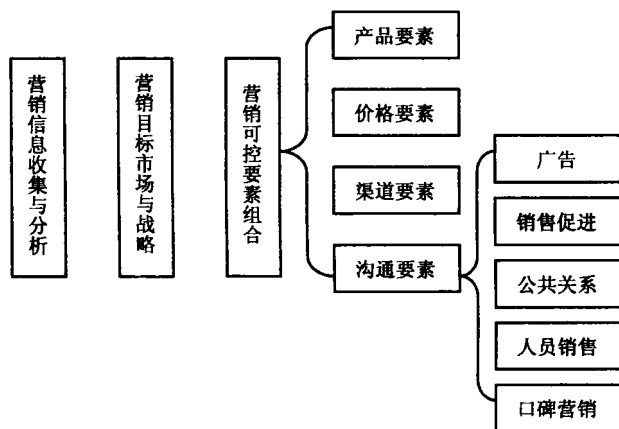 营销信息收集与分析
营销目标市场与战略
营销可控要素组合
产品要素
价格要素
渠道要素
沟通要素
广告
销售促进
公共关系
人员销售
口碑营销